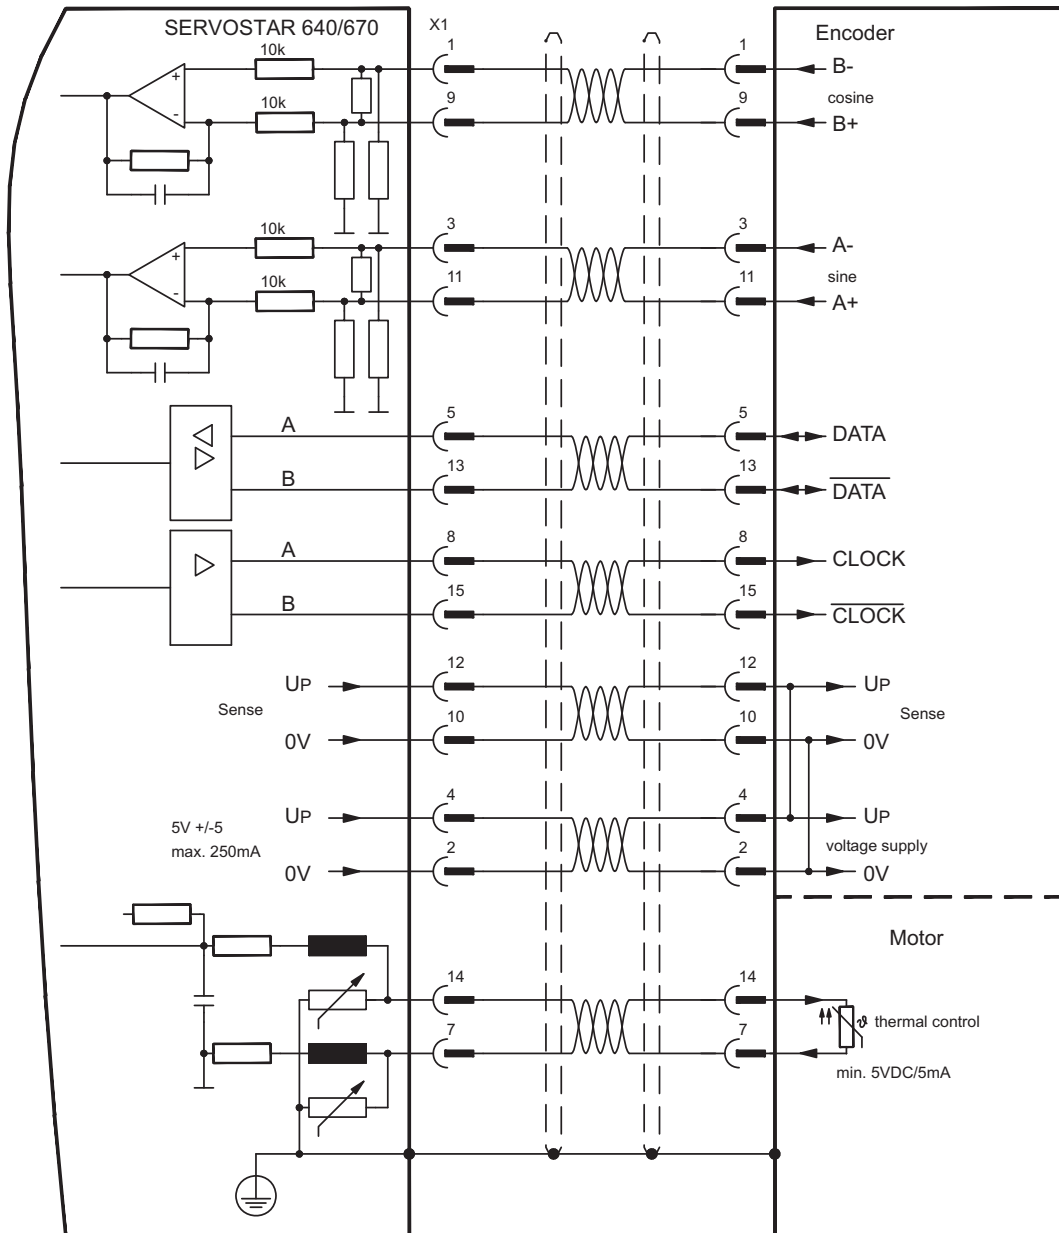 SERVOSTAR 640/670
X1
Encoder
10k
1
1
B-
cosine
+
-
10k
9
9
B+
10k
3
3
A-
sine
+
-
10k
11
11
A+
A
5
5
DATA
B
13
13
DATA
A
8
8
CLOCK
B
15
15
CLOCK
UP
12
12
UP
Sense
Sense
0V
10
10
0V
UP
4
4
UP
5V +/-5
max. 250mA
voltage supply
0V
2
2
0V
Motor
14
14
ϑ thermal control
7
7
min. 5VDC/5mA